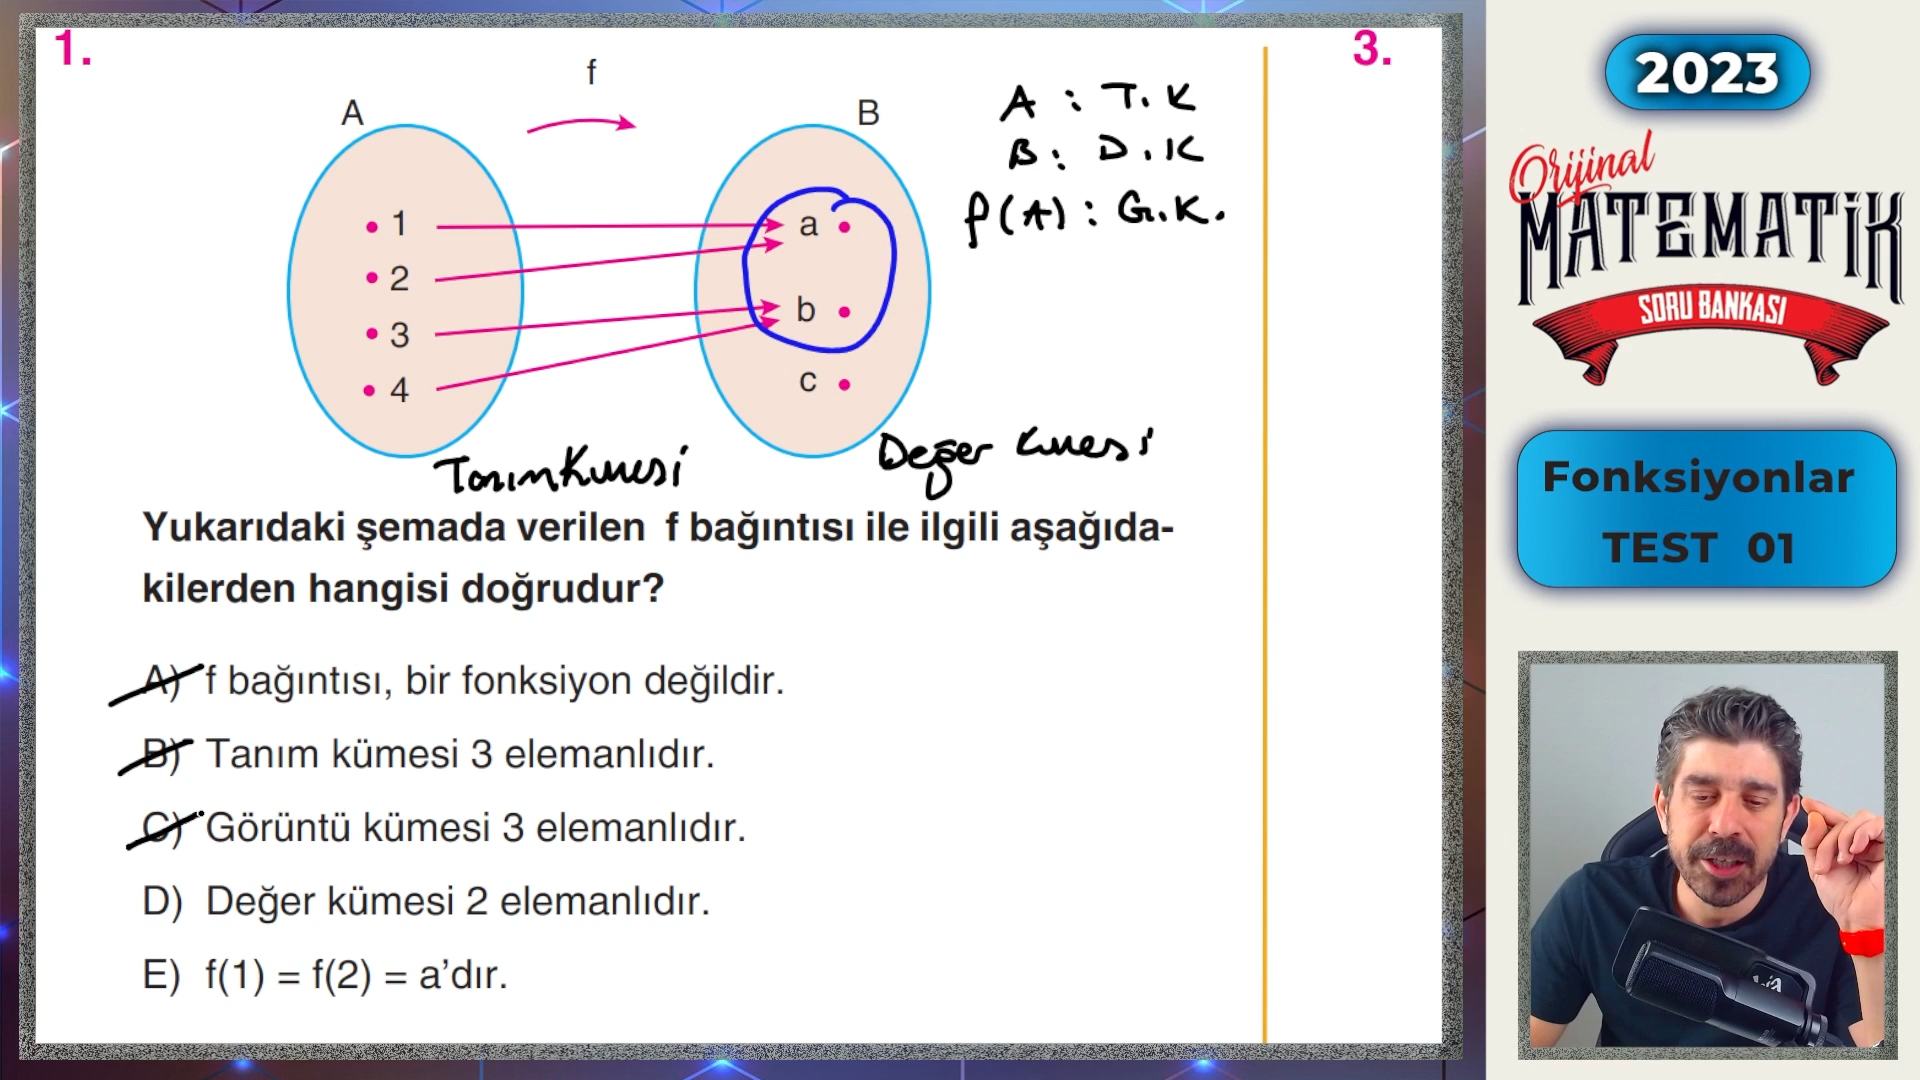 1.
f
A
B
1
2
3
4
a
b
c
A : T.K
B : D.K
f(A) : G.K.
Tanım Kümesi
Değer Kümesi
Yukarıdaki şemada verilen f bağıntısı ile ilgili aşağıda-
kilerden hangisi doğrudur?
A) f bağıntısı, bir fonksiyon değildir.
B) Tanım kümesi 3 elemanlıdır.
C) Görüntü kümesi 3 elemanlıdır.
D) Değer kümesi 2 elemanlıdır.
E) f(1) = f(2) = a’dır.
3.
2023
Orijinal
MATEMATİK
SORU BANKASI
Fonksiyonlar
TEST 01